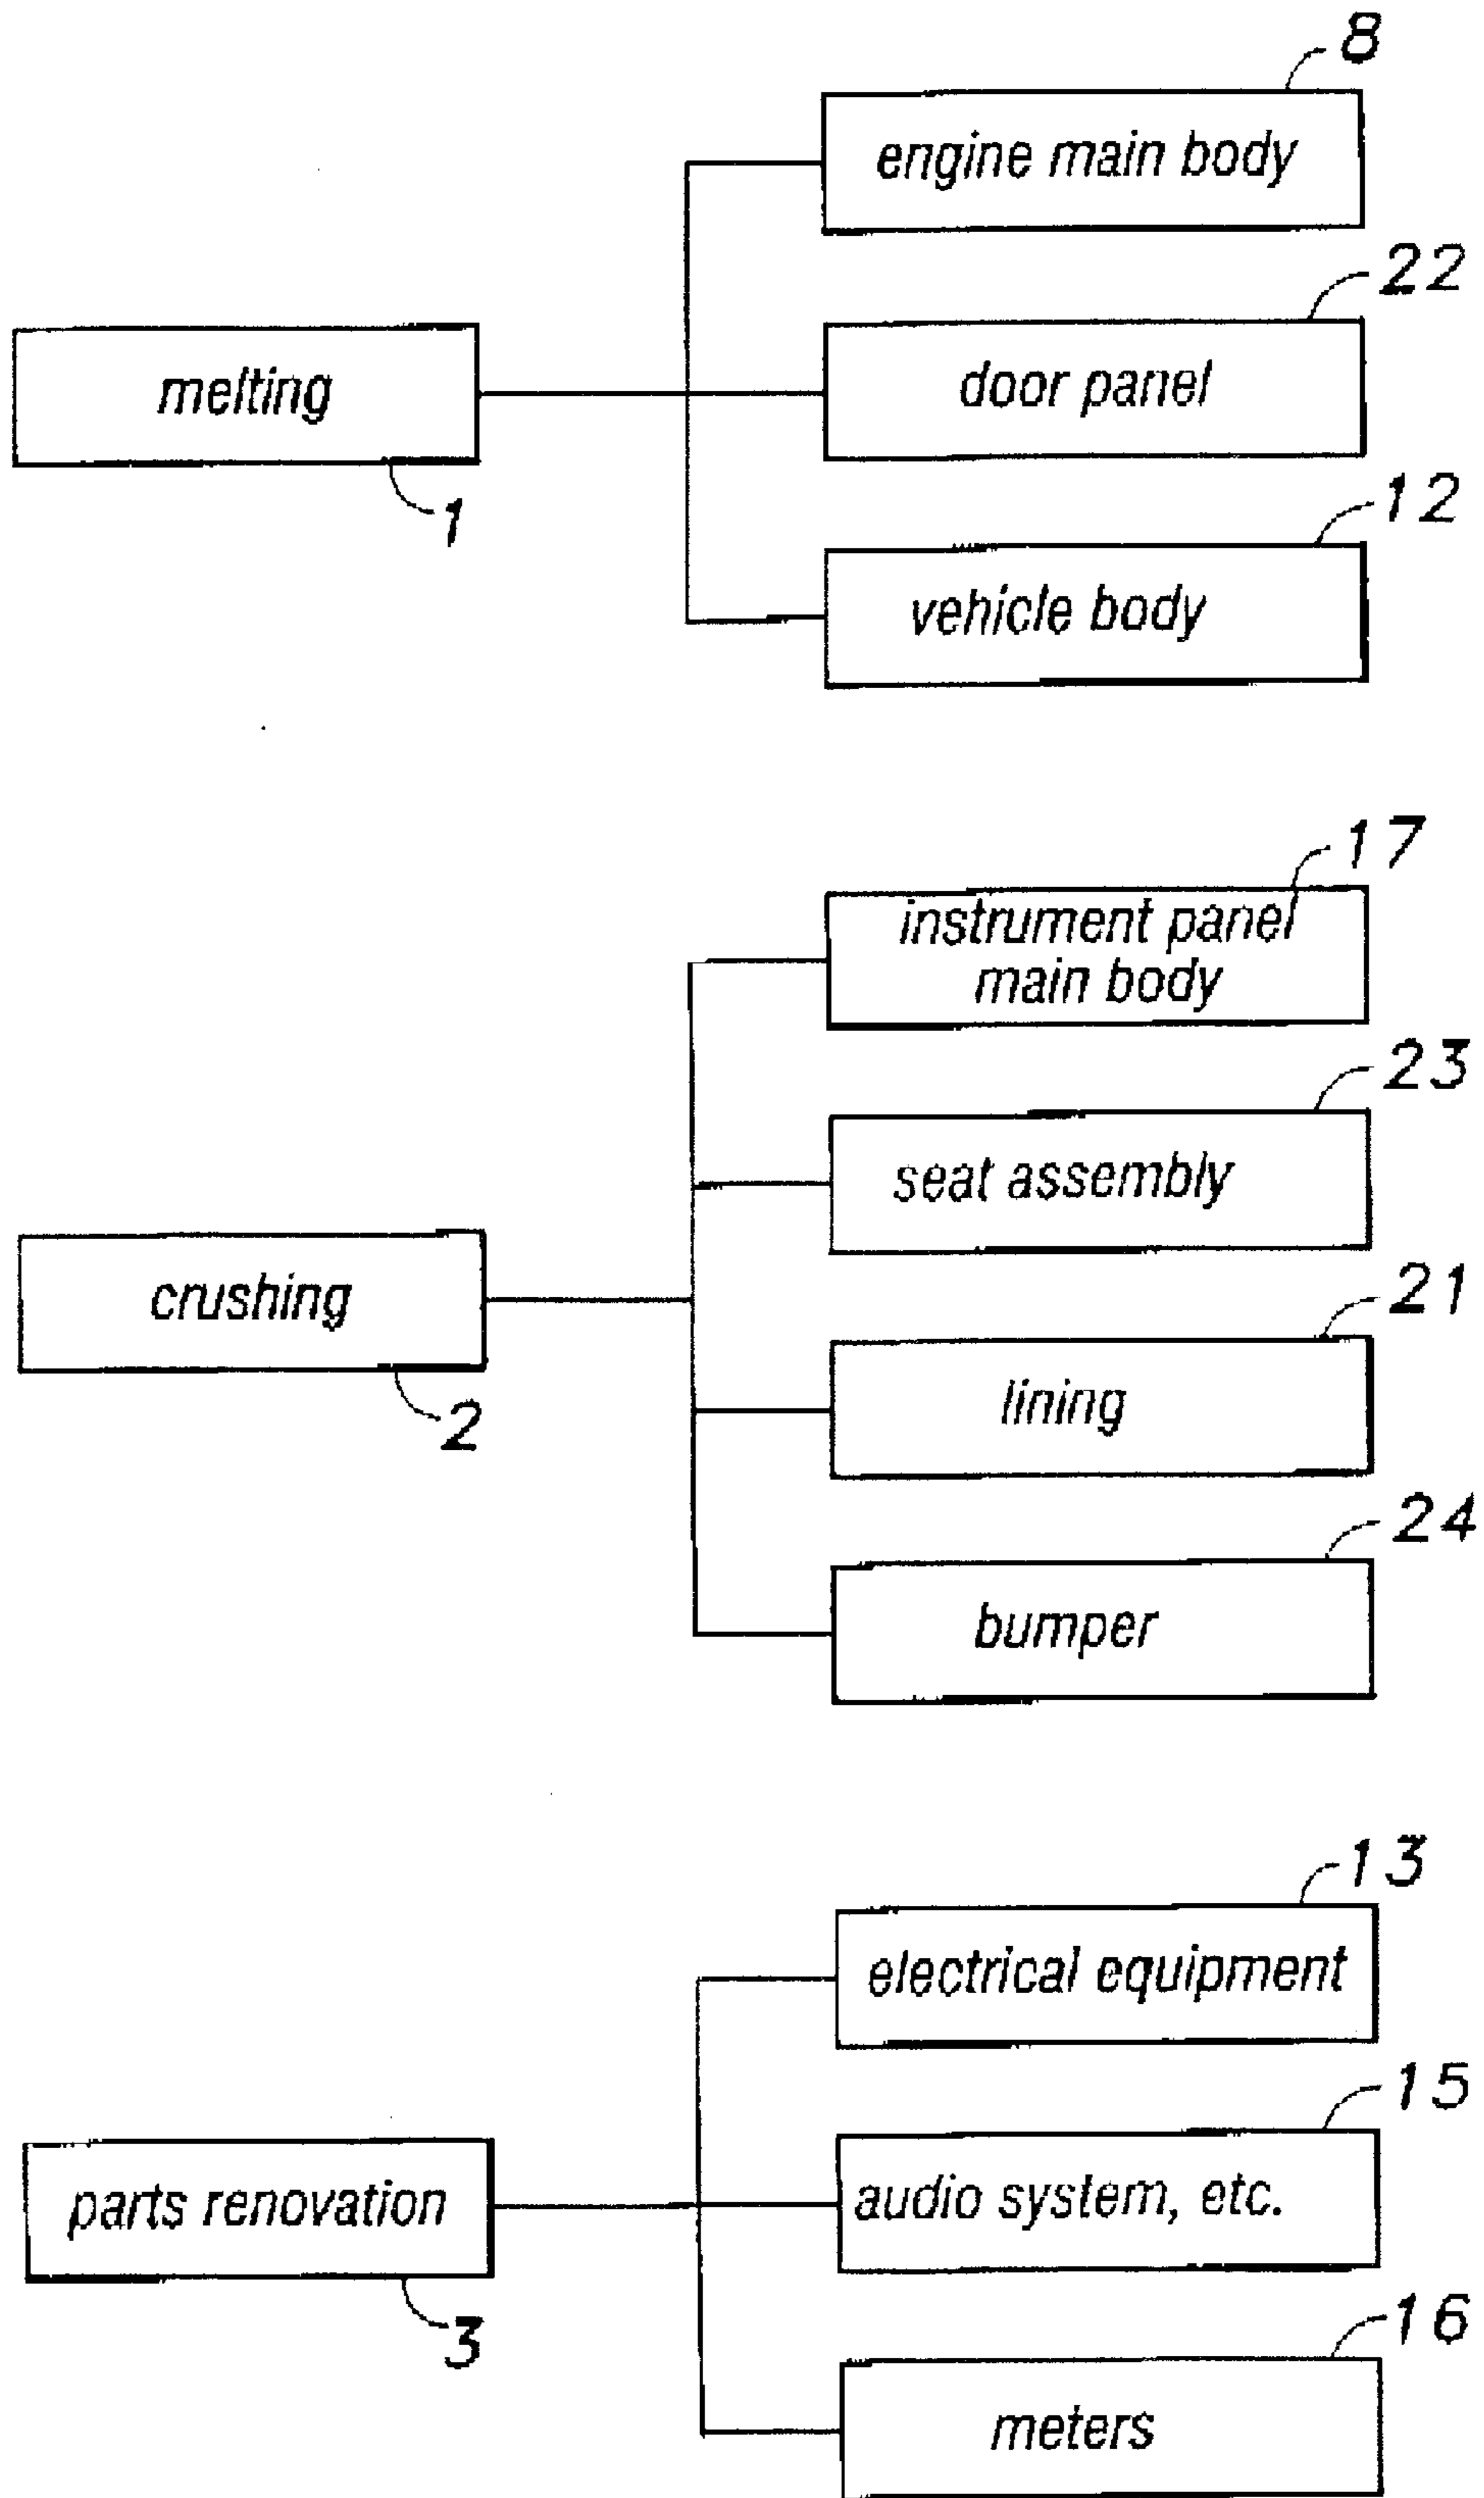 8
engine main body
22
melting
door panel
1
12
vehicle body
17
instrument panel
main body
23
seat assembly
21
crushing
lining
2
24
bumper
13
electrical equipment
15
parts renovation
audio system, etc.
3
16
meters